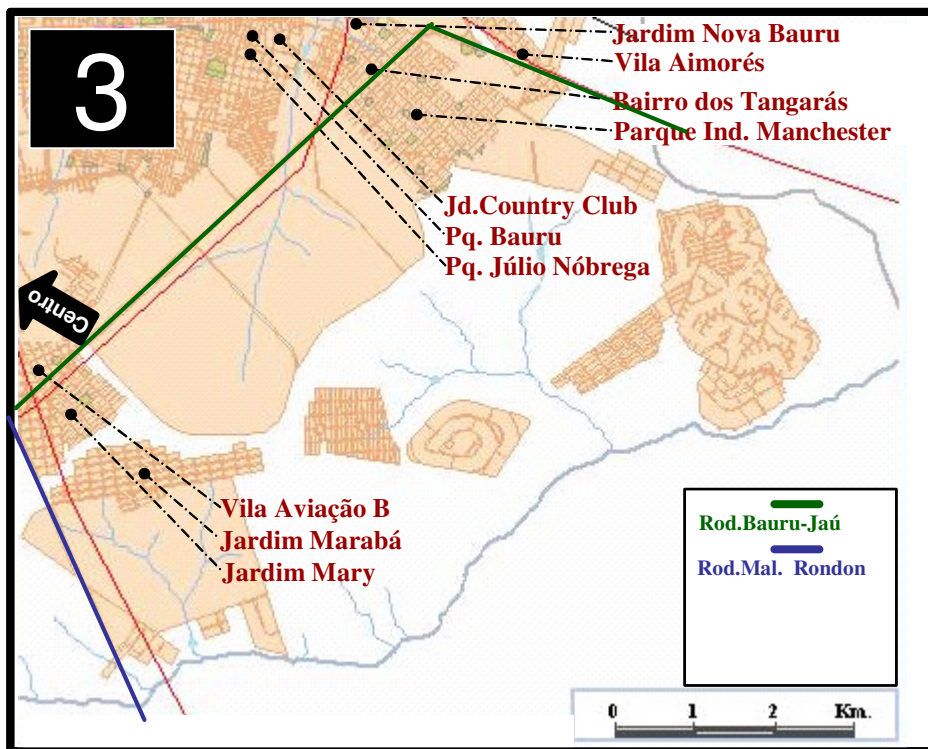 3
Jardim Nova Bauru
Vila Aimorés
Bairro dos Tangarás
Parque Ind. Manchester
Jd.Country Club
Pq. Bauru
Pq. Júlio Nóbrega
Centro
Vila Aviação B
Jardim Marabá
Jardim Mary
Rod.Bauru-Jaú
Rod.Mal. Rondon
0 1 2 Km.